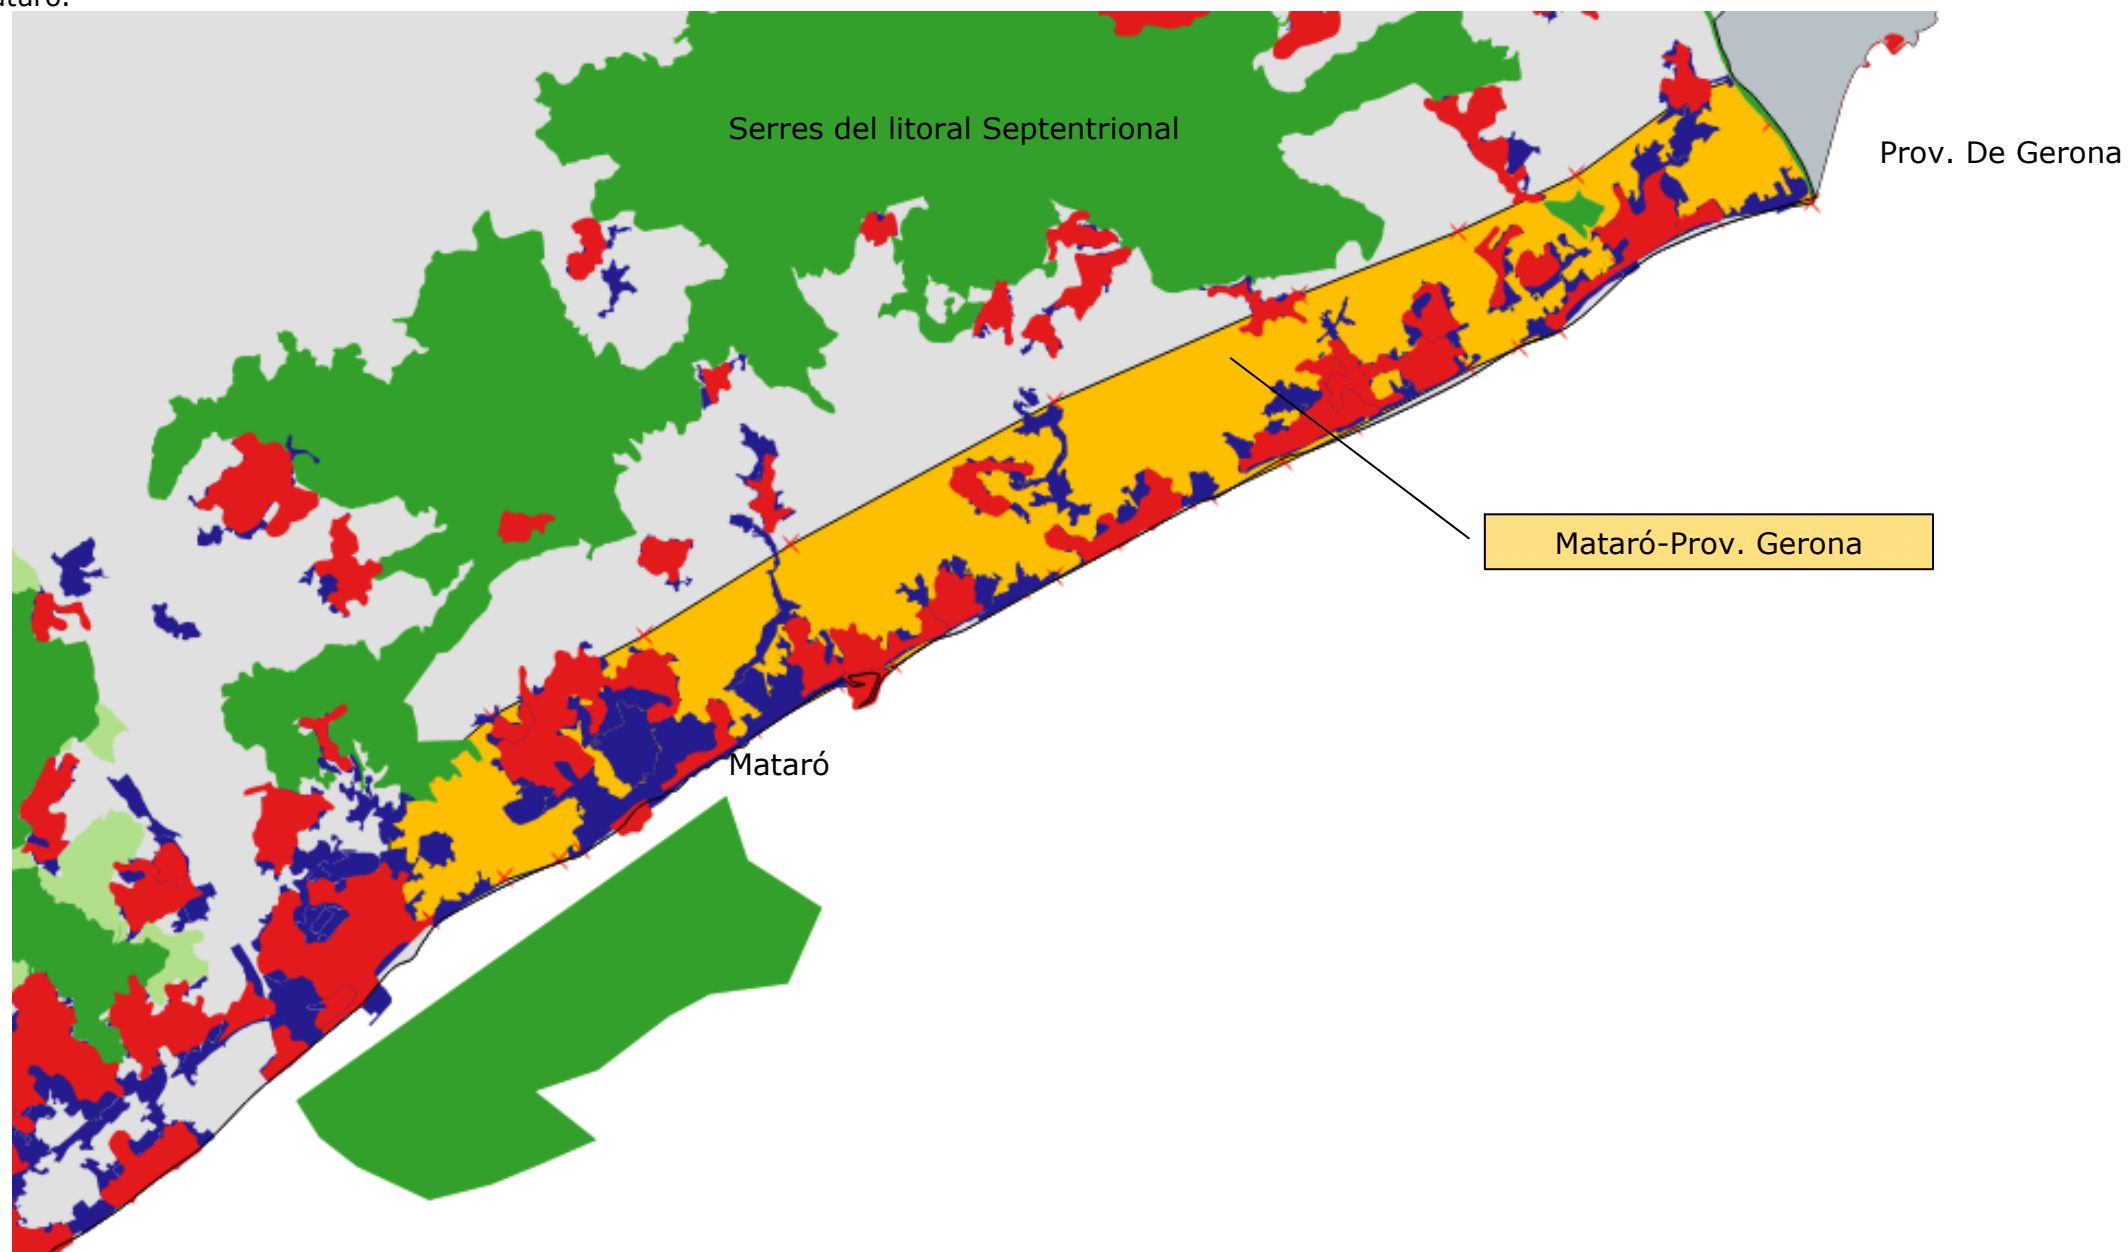 Serres del litoral Septentrional
Prov. De Gerona
Mataró-Prov. Gerona
Mataró